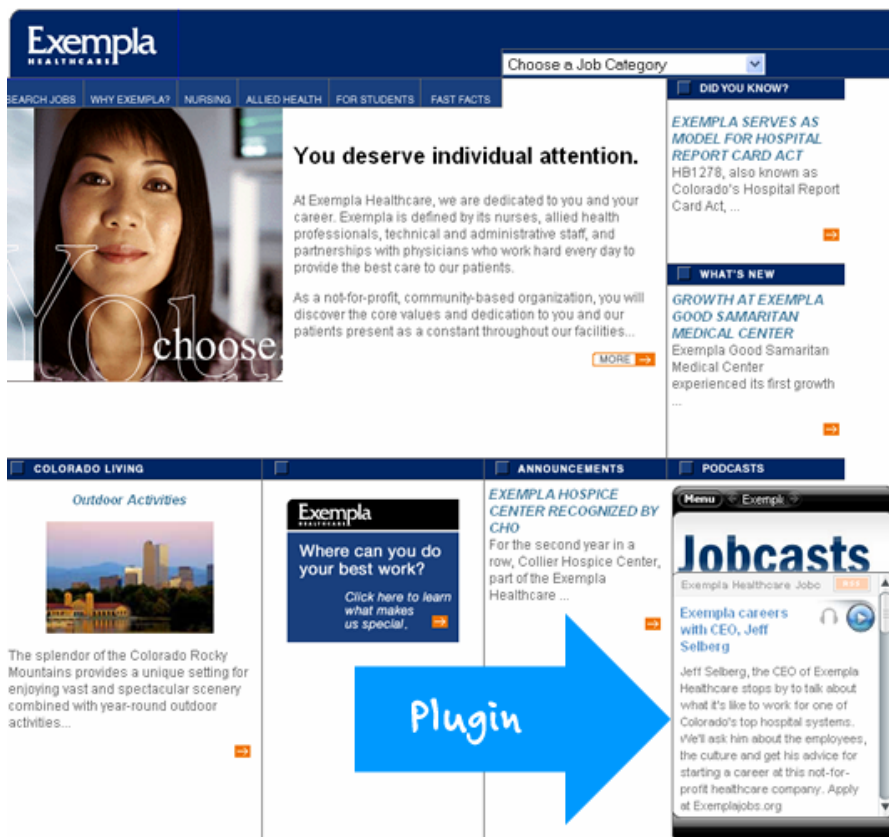 Exempla
HEALTHCARE
Choose a Job Category
SEARCH JOBS
WHY EXEMPLA?
NURSING
ALLIED HEALTH
FOR STUDENTS
FAST FACTS
You
choose.
You deserve individual attention.
At Exempla Healthcare, we are dedicated to you and your
career. Exempla is defined by its nurses, allied health
professionals, technical and administrative staff, and
partnerships with physicians who work hard every day to
provide the best care to our patients.
As a not-for-profit, community-based organization, you will
discover the core values and dedication to you and our
patients present as a constant throughout our facilities...
MORE
DID YOU KNOW?
EXEMPLA SERVES AS
MODEL FOR HOSPITAL
REPORT CARD ACT
HB1278, also known as
Colorado's Hospital Report
Card Act, ...
WHAT'S NEW
GROWTH AT EXEMPLA
GOOD SAMARITAN
MEDICAL CENTER
Exempla Good Samaritan
Medical Center
experienced its first growth
...
COLORADO LIVING
Outdoor Activities
The splendor of the Colorado Rocky
Mountains provides a unique setting for
enjoying vast and spectacular scenery
combined with year-round outdoor
activities...
Exempla
HEALTHCARE
Where can you do
your best work?
Click here to learn
what makes
us special.
ANNOUNCEMENTS
EXEMPLA HOSPICE
CENTER RECOGNIZED BY
CHO
For the second year in a
row, Collier Hospice Center,
part of the Exempla
Healthcare ...
Plugin
PODCASTS
Menu
Exempla
Jobcasts
Exempla Healthcare Jobc
RSS
Exempla careers
with CEO, Jeff
Selberg
Jeff Selberg, the CEO of Exempla
Healthcare stops by to talk about
what it's like to work for one of
Colorado's top hospital systems.
We'll ask him about the employees,
the culture and get his advice for
starting a career at this not-for-
profit healthcare company. Apply
at Exemplajobs.org